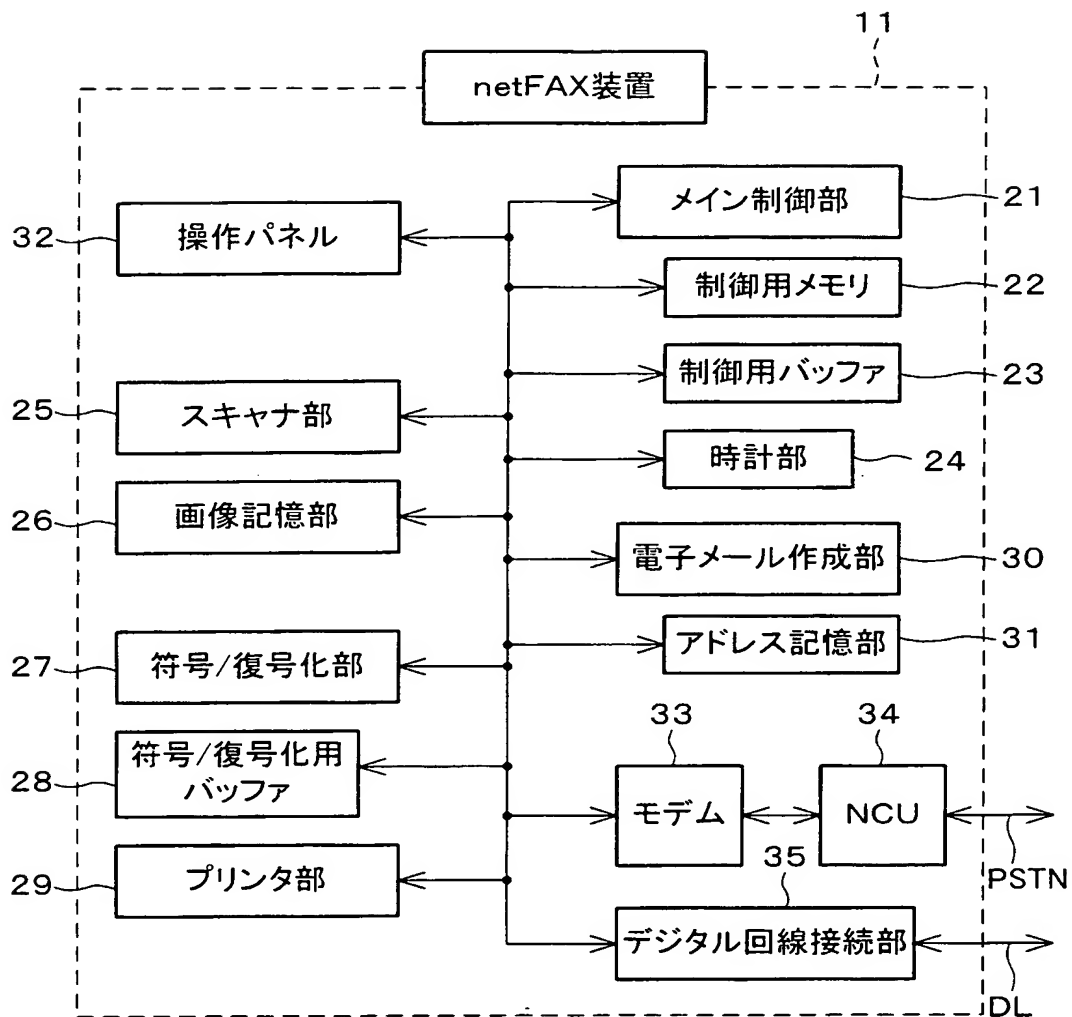 11
netFAX装置
メイン制御部
21
32
操作パネル
制御用メモリ
22
制御用バッファ
23
25
スキャナ部
時計部
24
26
画像記憶部
電子メール作成部
30
アドレス記憶部
31
27
符号/復号化部
33
34
28
符号/復号化用
バッファ
モデム
NCU
PSTN
35
29
プリンタ部
デジタル回線接続部
DL